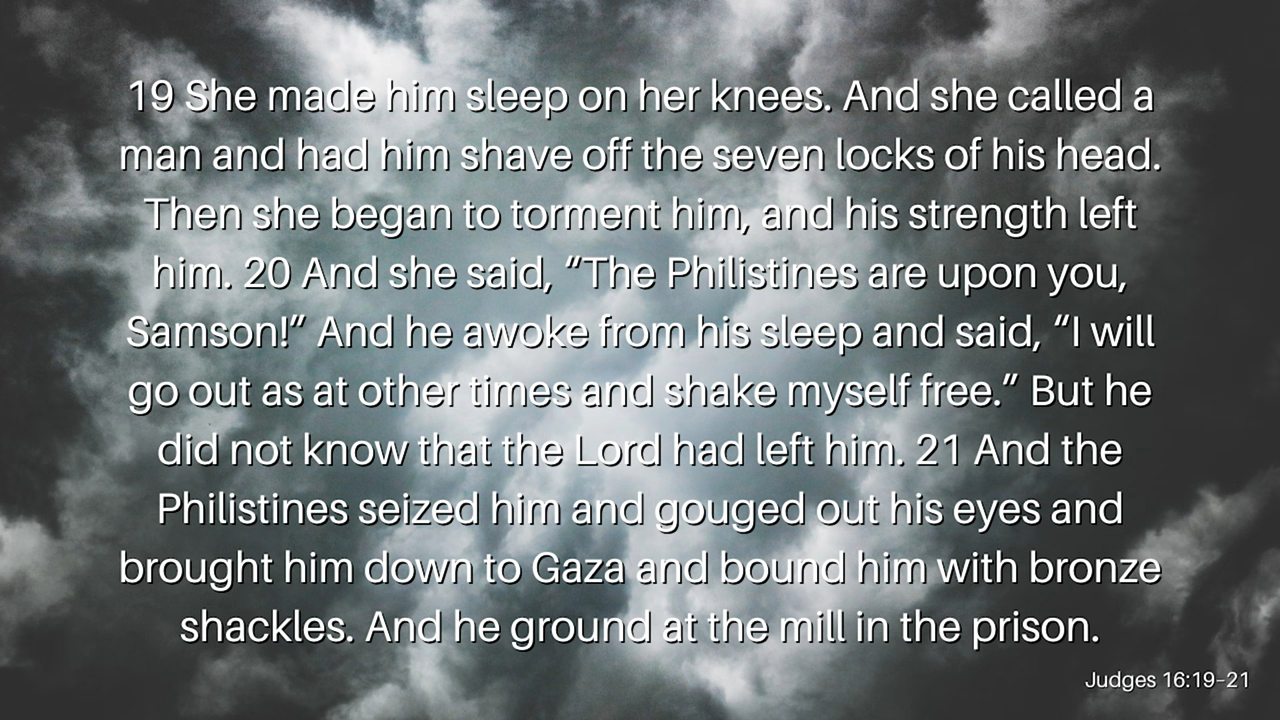 19 She made him sleep on her knees. And she called a
man and had him shave off the seven locks of his head.
Then she began to torment him, and his strength left
him. 20 And she said, “The Philistines are upon you,
Samson!” And he awoke from his sleep and said, “I will
go out as at other times and shake myself free.” But he
did not know that the Lord had left him. 21 And the
Philistines seized him and gouged out his eyes and
brought him down to Gaza and bound him with bronze
shackles. And he ground at the mill in the prison.
Judges 16:19–21